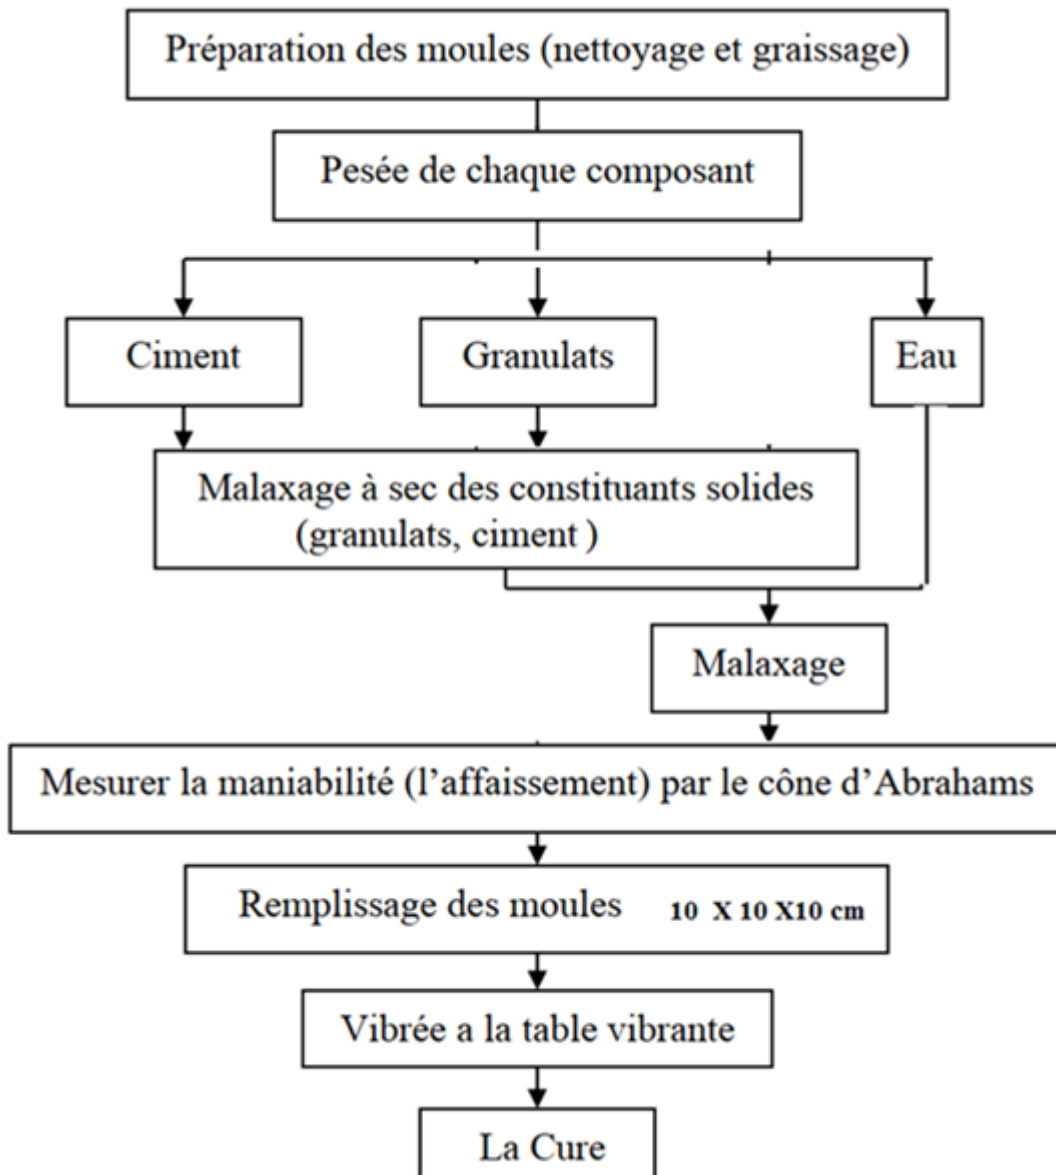 Préparation des moules (nettoyage et graissage)
Pesée de chaque composant
Ciment
Granulats
Eau
Malaxage à sec des constituants solides
(granulats, ciment )
Malaxage
Mesurer la maniabilité (l’affaissement) par le cône d’Abrahams
Remplissage des moules 10 X 10 X10 cm
Vibrée a la table vibrante
La Cure